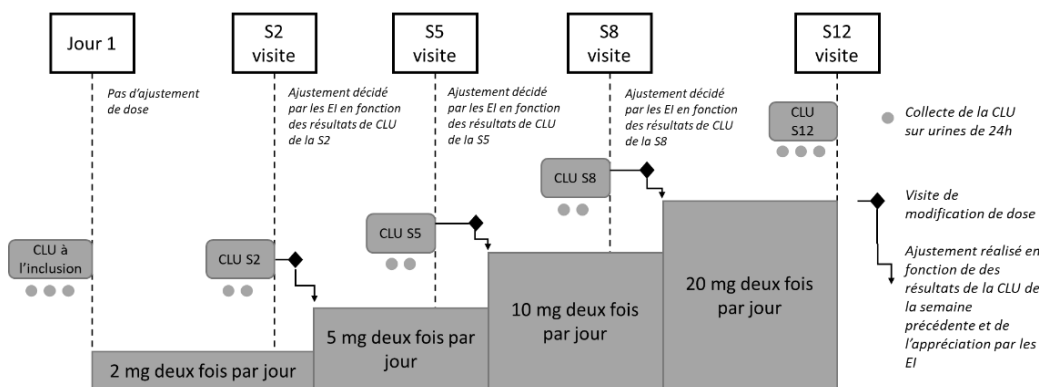 Jour 1
S2
visite
S5
visite
S8
visite
S12
visite
Pas d'ajustement
de dose
Ajustement décidé
par les EI en fonction
des résultats de CLU
de la S2
Ajustement décidé
par les EI en fonction
des résultats de CLU
de la S5
Ajustement décidé
par les EI en fonction
des résultats de CLU
de la S8
CLU
S12
Collecte de la CLU
sur urines de 24h
CLU S8
Visite de
modification de dose
CLU S5
CLU à
l'inclusion
CLU S2
Ajustement réalisé en
fonction de des
résultats de la CLU de
la semaine
précédente et de
l'appréciation par les
EI
20 mg deux fois
par jour
10 mg deux fois
par jour
5 mg deux fois par
jour
2 mg deux fois par jour